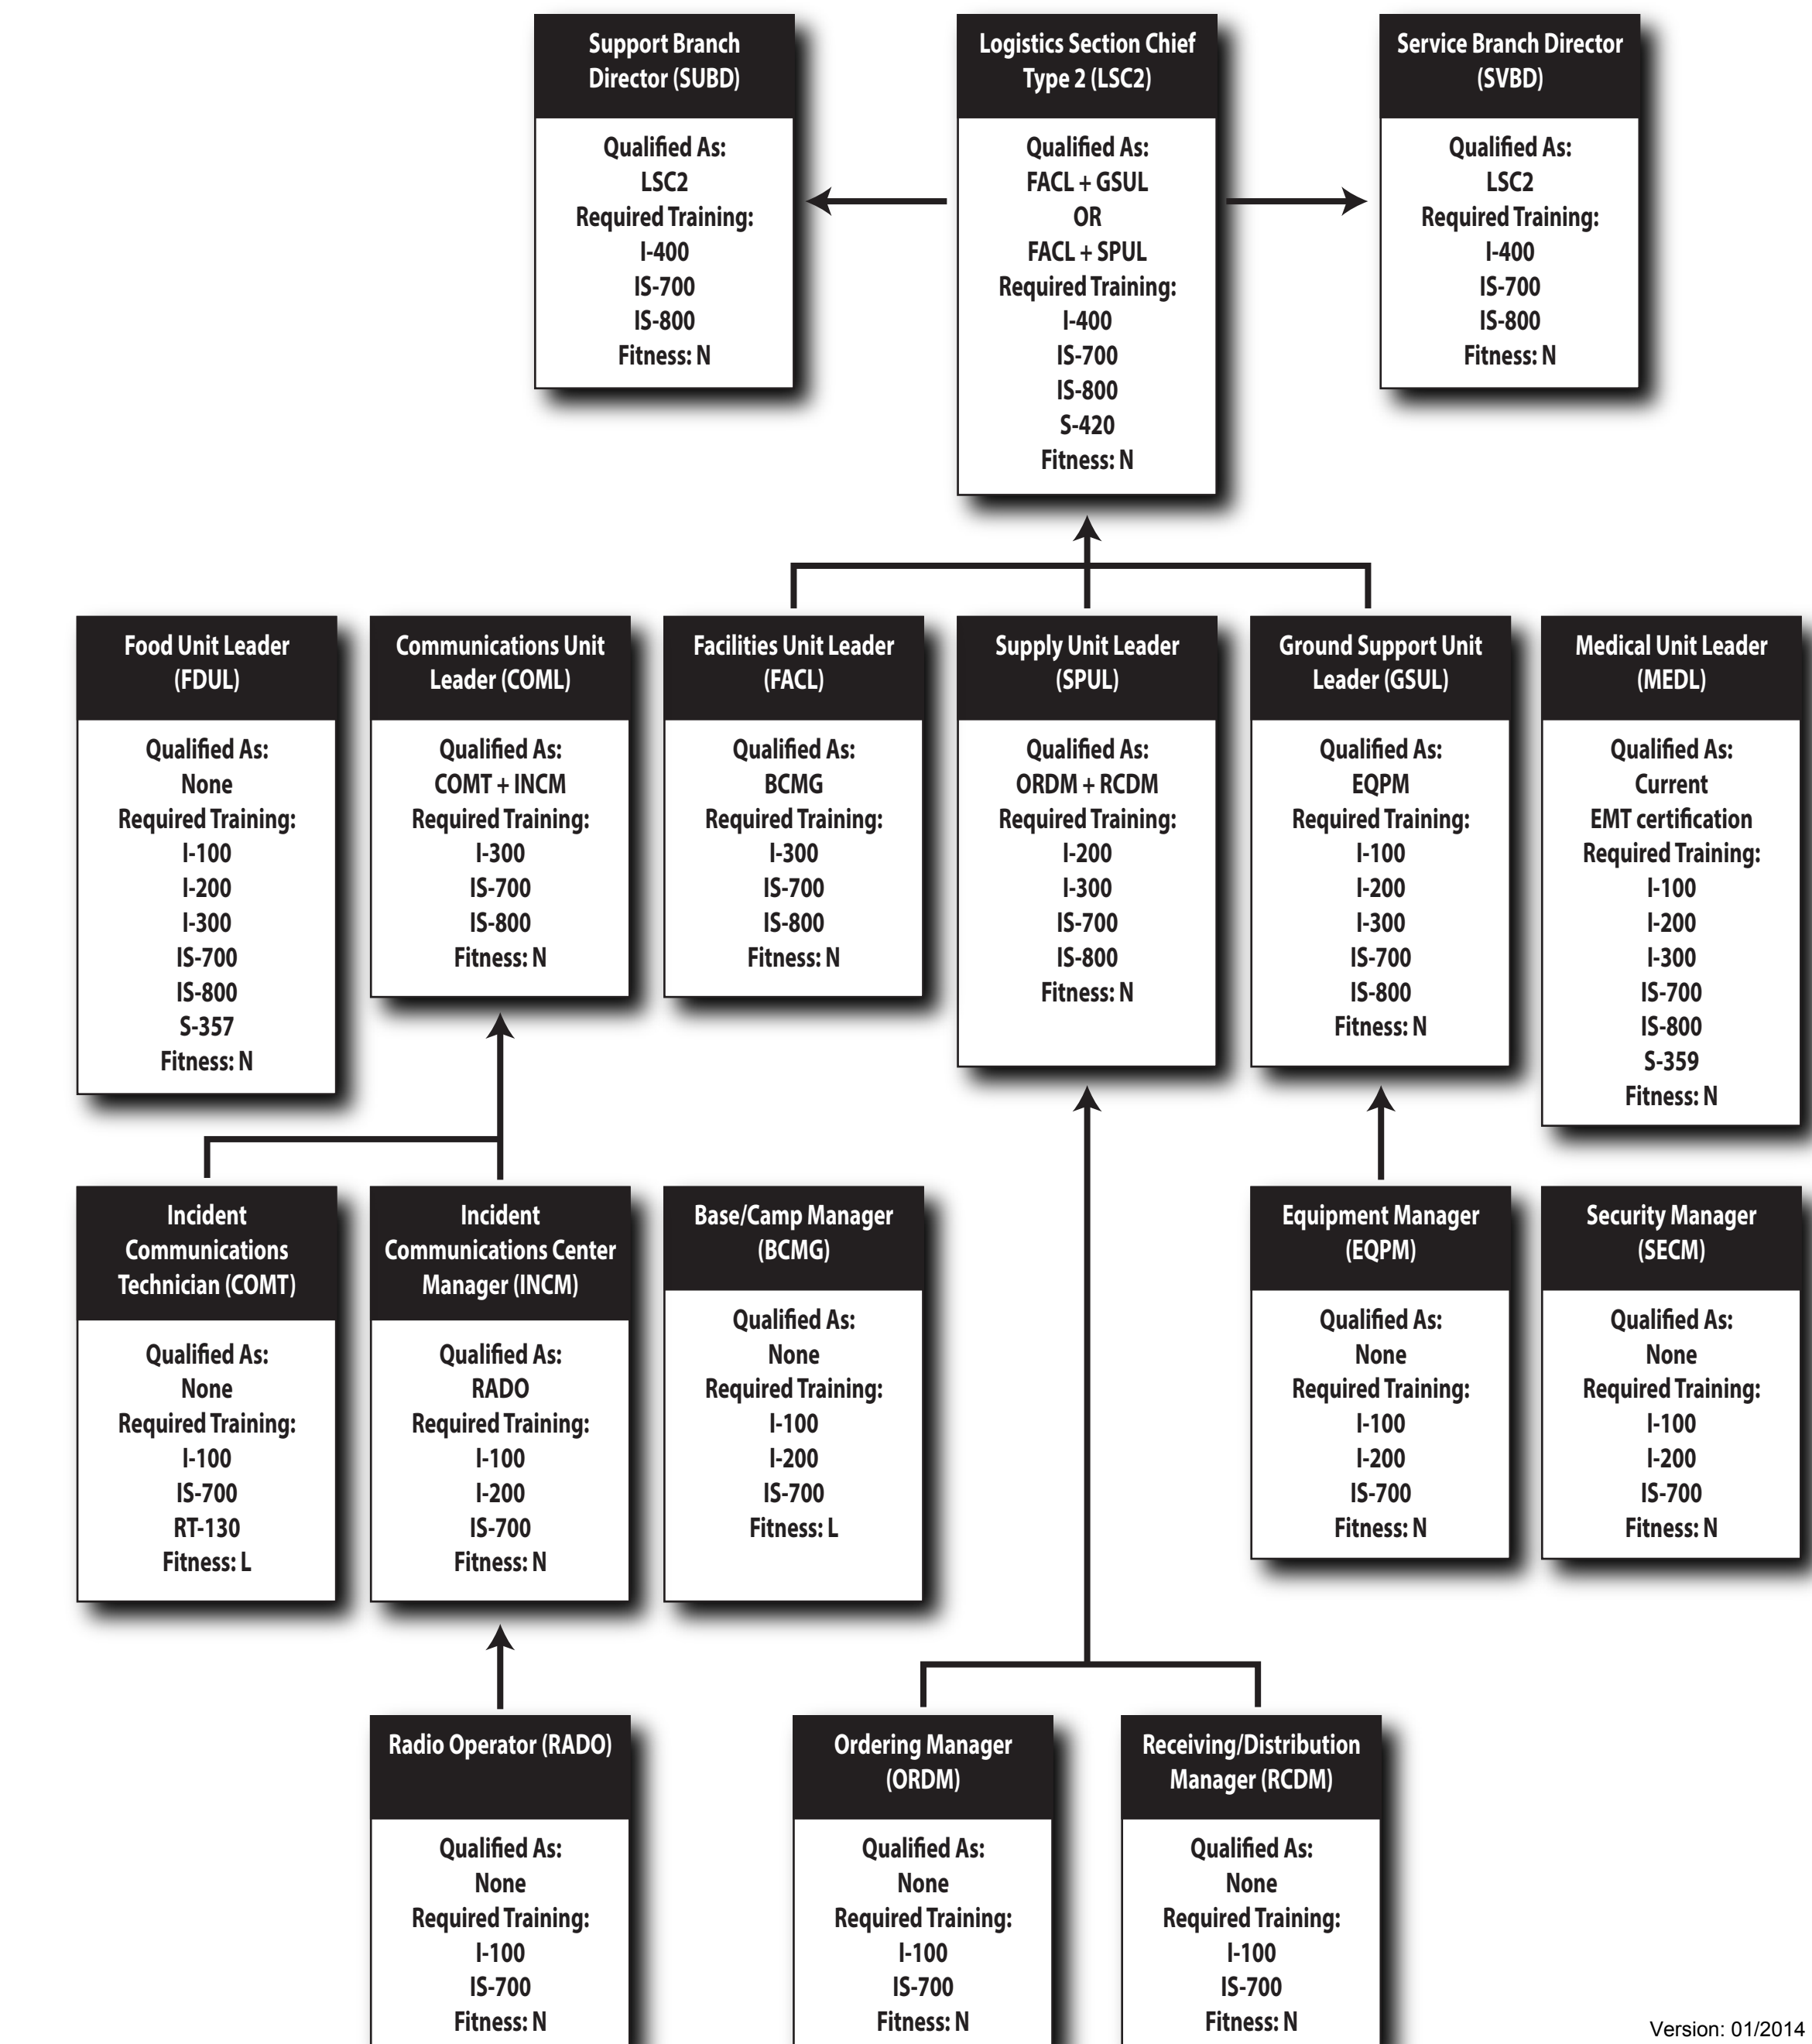 Support Branch
Director (SUBD)
Qualified As:
LSC2
Required Training:
I-400
IS-700
IS-800
Fitness: N
Logistics Section Chief
Type 2 (LSC2)
Qualified As:
FACL + GSUL
OR
FACL + SPUL
Required Training:
I-400
IS-700
IS-800
S-420
Fitness: N
Service Branch Director
(SVBD)
Qualified As:
LSC2
Required Training:
I-400
IS-700
IS-800
Fitness: N
Food Unit Leader
(FDUL)
Qualified As:
None
Required Training:
I-100
I-200
I-300
IS-700
IS-800
S-357
Fitness: N
Communications Unit
Leader (COML)
Qualified As:
COMT + INCM
Required Training:
I-300
IS-700
IS-800
Fitness: N
Facilities Unit Leader
(FACL)
Qualified As:
BCMG
Required Training:
I-300
IS-700
IS-800
Fitness: N
Supply Unit Leader
(SPUL)
Qualified As:
ORDM + RCDM
Required Training:
I-200
I-300
IS-700
IS-800
Fitness: N
Ground Support Unit
Leader (GSUL)
Qualified As:
EQPM
Required Training:
I-100
I-200
I-300
IS-700
IS-800
Fitness: N
Medical Unit Leader
(MEDL)
Qualified As:
Current
EMT certification
Required Training:
I-100
I-200
I-300
IS-700
IS-800
S-359
Fitness: N
Incident
Communications
Technician (COMT)
Qualified As:
None
Required Training:
I-100
IS-700
RT-130
Fitness: L
Incident
Communications Center
Manager (INCM)
Qualified As:
RADO
Required Training:
I-100
I-200
IS-700
Fitness: N
Base/Camp Manager
(BCMG)
Qualified As:
None
Required Training:
I-100
I-200
IS-700
Fitness: L
Equipment Manager
(EQPM)
Qualified As:
None
Required Training:
I-100
I-200
IS-700
Fitness: N
Security Manager
(SECM)
Qualified As:
None
Required Training:
I-100
I-200
IS-700
Fitness: N
Radio Operator (RADO)
Qualified As:
None
Required Training:
I-100
IS-700
Fitness: N
Ordering Manager
(ORDM)
Qualified As:
None
Required Training:
I-100
IS-700
Fitness: N
Receiving/Distribution
Manager (RCDM)
Qualified As:
None
Required Training:
I-100
IS-700
Fitness: N
Version: 01/2014